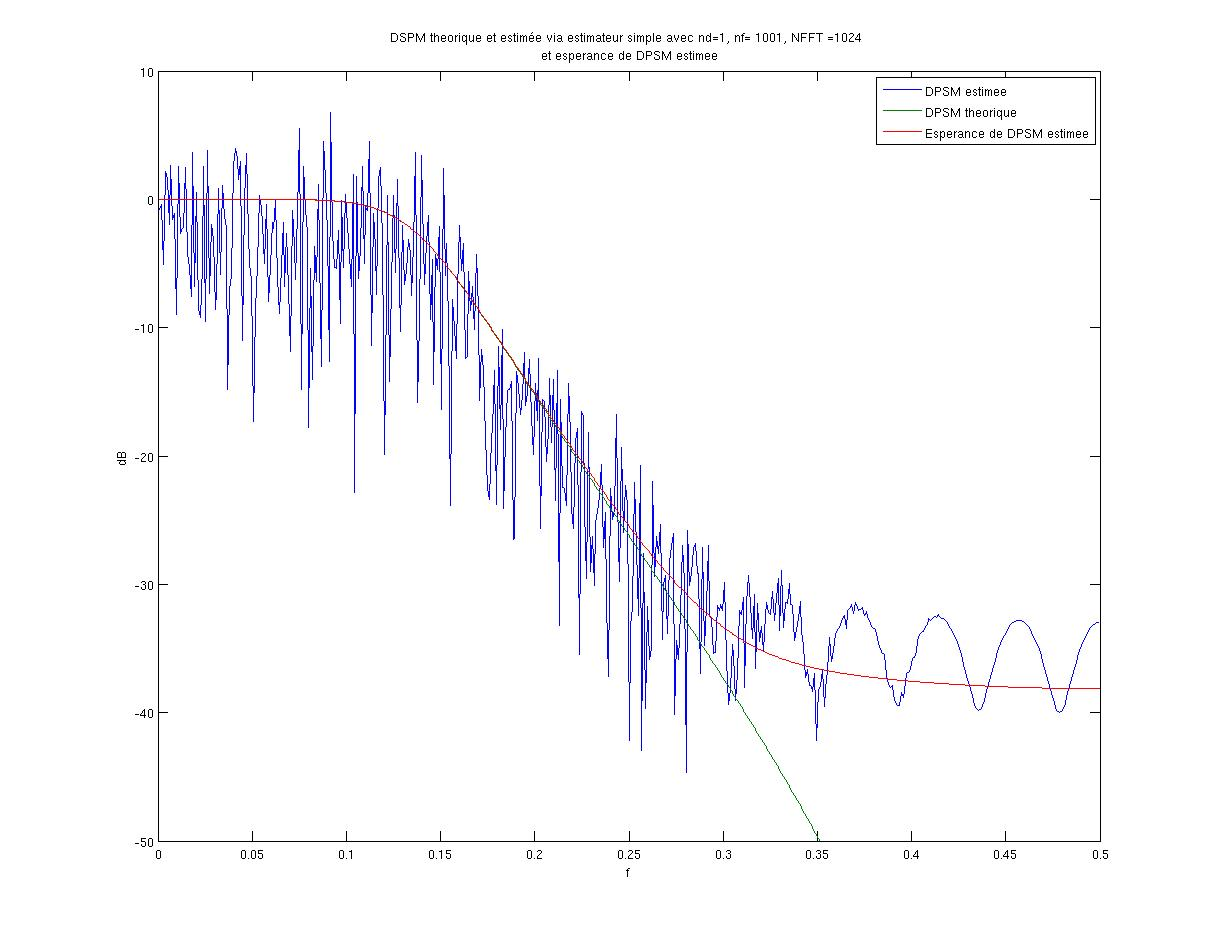 DSPM theorique et estimée via estimateur simple avec nd=1, nf= 1001, NFFT =1024
et esperance de DPSM estimee
DPSM estimee
DPSM theorique
Esperance de DPSM estimee
dB
10
0
-10
-20
-30
-40
-50
0 0.05 0.1 0.15 0.2 0.25 0.3 0.35 0.4 0.45 0.5
f